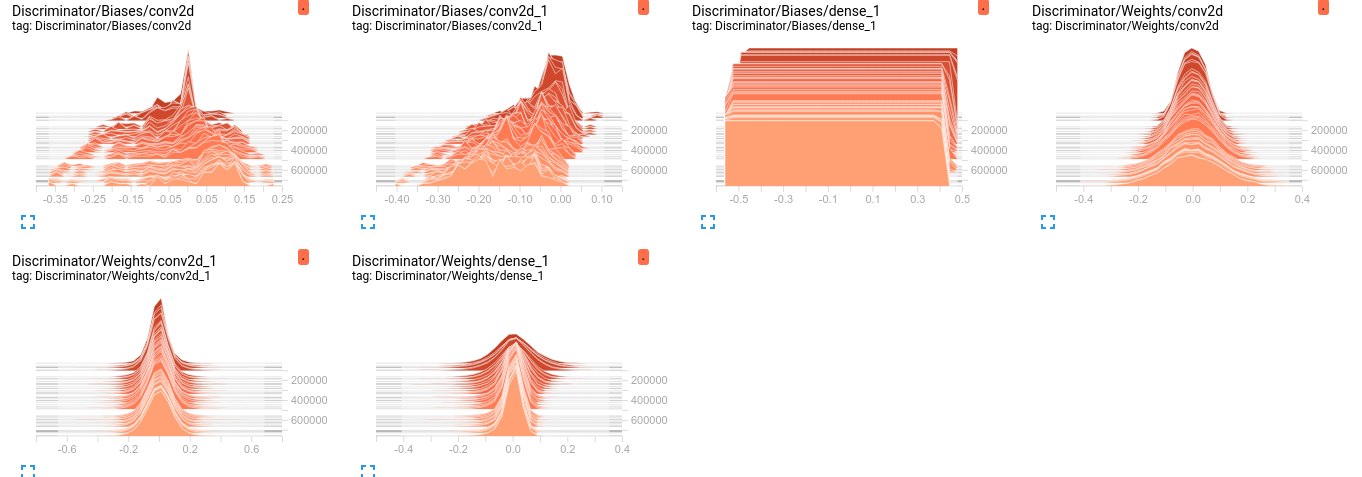 Discriminator/Biases/conv2d
tag: Discriminator/Biases/conv2d
.
200000
400000
600000
-0.35 -0.25 -0.15 -0.05 0.05 0.15 0.25
Discriminator/Biases/conv2d_1
tag: Discriminator/Biases/conv2d_1
.
200000
400000
600000
-0.40 -0.30 -0.20 -0.10 0.00 0.10
Discriminator/Biases/dense_1
tag: Discriminator/Biases/dense_1
.
200000
400000
600000
-0.5 -0.3 -0.1 0.1 0.3 0.5
Discriminator/Weights/conv2d
tag: Discriminator/Weights/conv2d
.
200000
400000
600000
-0.4 -0.2 0.0 0.2 0.4
Discriminator/Weights/conv2d_1
tag: Discriminator/Weights/conv2d_1
.
200000
400000
600000
-0.6 -0.2 0.2 0.6
Discriminator/Weights/dense_1
tag: Discriminator/Weights/dense_1
.
200000
400000
600000
-0.4 -0.2 0.0 0.2 0.4